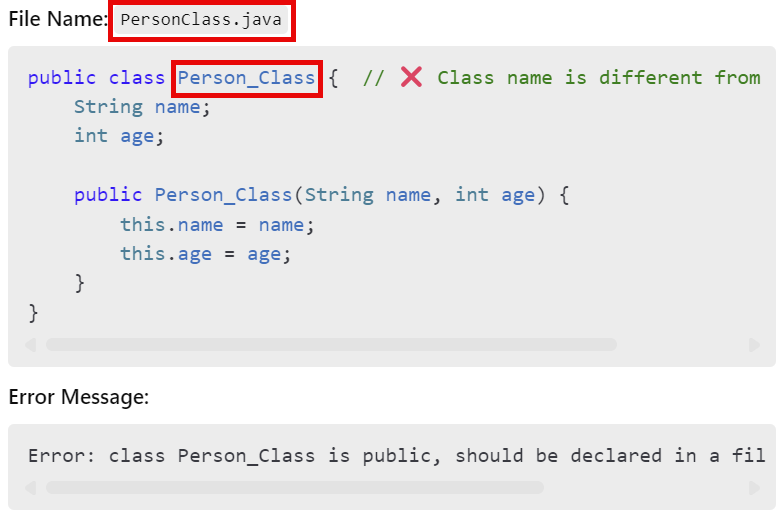 File Name: PersonClass.java
public class Person_Class {  // ❌ Class name is different from
    String name;
    int age;

    public Person_Class(String name, int age) {
        this.name = name;
        this.age = age;
    }
}
Error Message:
Error: class Person_Class is public, should be declared in a fil